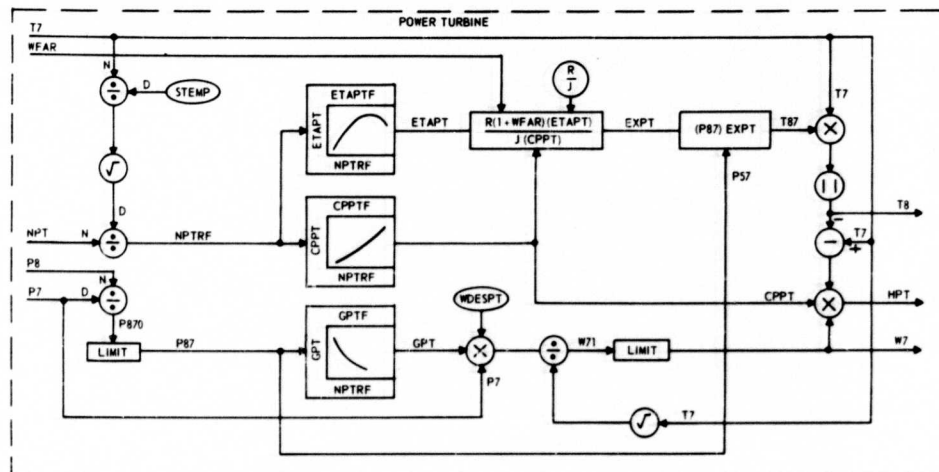 POWER TURBINE
T7
WFAR
N
D
STEMP
÷
R
J
ETAPTF
ETAPT
NPTRF
ETAPT
R(1+WFAR)(ETAPT)
J(CPPT)
EXPT
(P87) EXPT
T87
T7
×
√
P57
D
| |
T8
NPT
N
÷
NPTRF
CPPTF
CPPT
NPTRF
−
−
T7
+
P8
N
P7
D
÷
P870
WDESPT
CPPT
×
HPT
LIMIT
P87
GPTF
GPT
NPTRF
GPT
×
P7
÷
W71
LIMIT
W7
√
T7